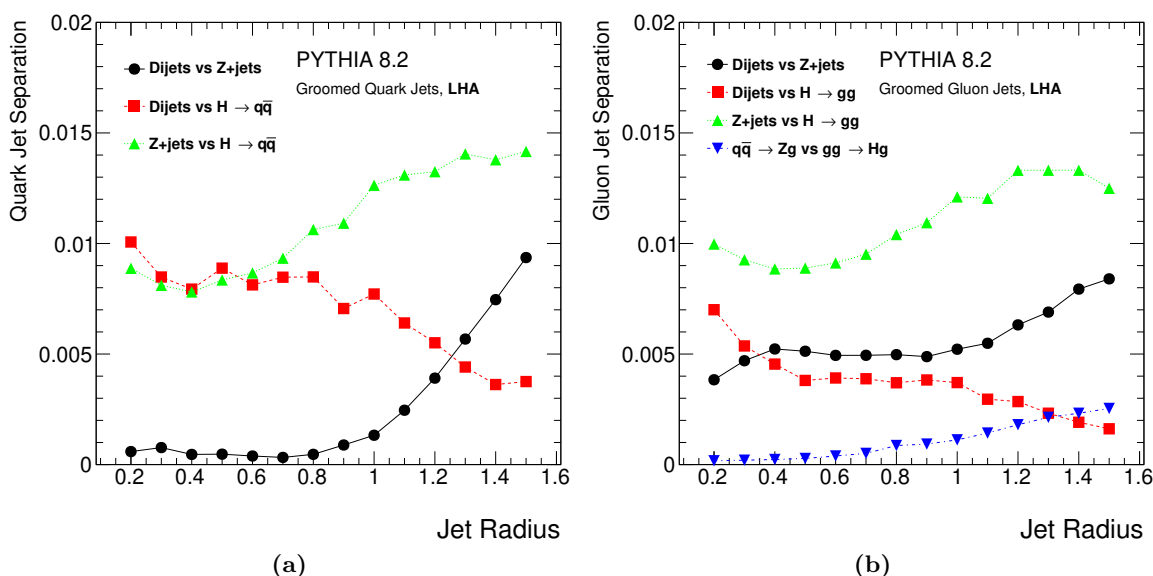 0.02
0.015
0.01
0.005
0
Quark Jet Separation
PYTHIA 8.2
Groomed Quark Jets, LHA
Dijets vs Z+jets
Dijets vs H → qq̅
Z+jets vs H → qq̅
0.2 0.4 0.6 0.8 1 1.2 1.4 1.6
Jet Radius
(a)
0.02
0.015
0.01
0.005
0
Gluon Jet Separation
PYTHIA 8.2
Groomed Gluon Jets, LHA
Dijets vs Z+jets
Dijets vs H → gg
Z+jets vs H → gg
qq̅ → Zg vs gg → Hg
0.2 0.4 0.6 0.8 1 1.2 1.4 1.6
Jet Radius
(b)